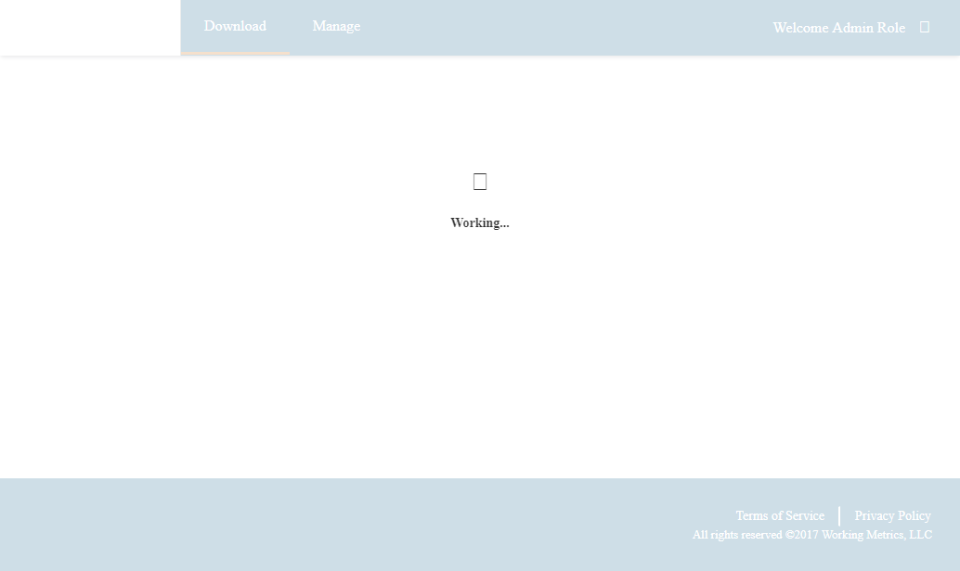 Download Manage Welcome Admin Role
Working...
Terms of Service | Privacy Policy
All rights reserved ©2017 Working Metrics, LLC